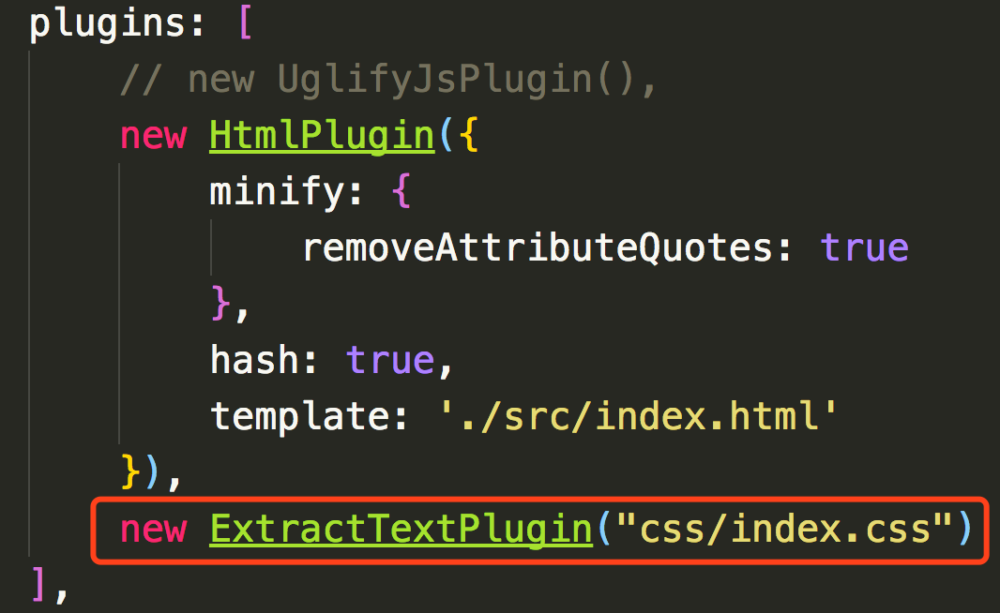 plugins: [
// new UglifyJsPlugin(),
new HtmlPlugin({
minify: {
removeAttributeQuotes: true
},
hash: true,
template: './src/index.html'
}),
new ExtractTextPlugin("css/index.css")
],